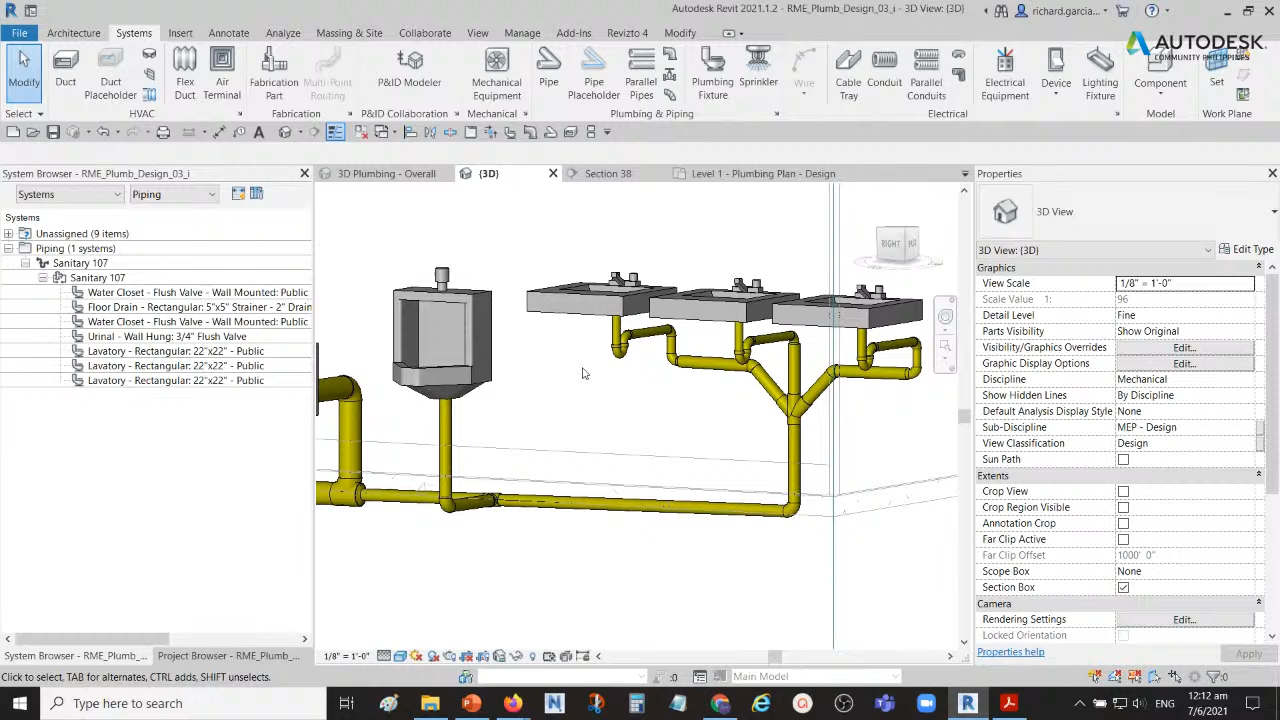 Autodesk Revit 2021.1.2 - RME_Plumb_Design_03_i - 3D View: {3D}
richard.garcia...
File
Architecture
Systems
Insert
Annotate
Analyze
Massing & Site
Collaborate
View
Manage
Add-Ins
Revizto 4
Modify
AUTODESK
COMMUNITY PHILIPPINES
Modify
Duct
Duct Placeholder
Flex Duct
Air Terminal
Fabrication Part
Multi-Point Routing
P&ID Modeler
Mechanical Equipment
Pipe
Pipe Placeholder
Parallel Pipes
Plumbing Fixture
Sprinkler
Wire
Cable Tray
Conduit
Parallel Conduits
Electrical Equipment
Device
Lighting Fixture
Component
Set
Select
HVAC
Fabrication
P&ID Collaboration
Mechanical
Plumbing & Piping
Electrical
Model
Work Plane
System Browser - RME_Plumb_Design_03_i
3D Plumbing - Overall
{3D}
Section 38
Level 1 - Plumbing Plan - Design
Properties
Systems
Piping
Systems
Unassigned (9 items)
Piping (1 systems)
Sanitary 107
Sanitary 107
Water Closet - Flush Valve - Wall Mounted: Public
Floor Drain - Rectangular: 5"x5" Strainer - 2" Drain
Water Closet - Flush Valve - Wall Mounted: Public
Urinal - Wall Hung: 3/4" Flush Valve
Lavatory - Rectangular: 22"x22" - Public
Lavatory - Rectangular: 22"x22" - Public
Lavatory - Rectangular: 22"x22" - Public
RIGHT
3D View
3D View: {3D}
Edit Type
Graphics
View Scale 1/8" = 1'-0"
Scale Value 1: 96
Detail Level Fine
Parts Visibility Show Original
Visibility/Graphics Overrides Edit...
Graphic Display Options Edit...
Discipline Mechanical
Show Hidden Lines By Discipline
Default Analysis Display Style None
Sub-Discipline MEP - Design
View Classification Design
Sun Path
Extents
Crop View
Crop Region Visible
Annotation Crop
Far Clip Active
Far Clip Offset 1000' 0"
Scope Box None
Section Box
Camera
Rendering Settings Edit...
Locked Orientation
Properties help
Apply
System Browser - RME_Plumb_...
Project Browser - RME_Plumb_...
1/8" = 1'-0"
Click to select, TAB for alternates, CTRL adds, SHIFT unselects.
:0
Main Model
:0
Type here to search
ENG
12:12 am
7/6/2021